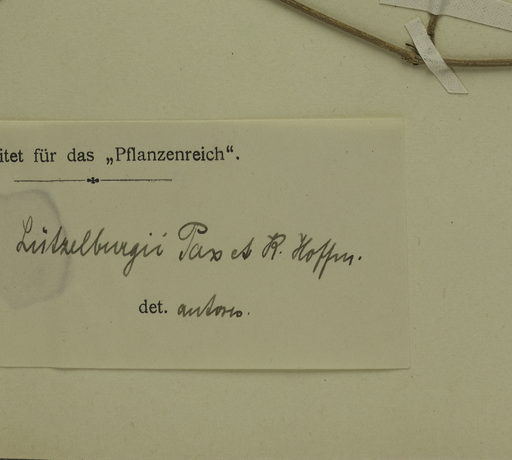 itet für das „Pflanzenreich“.
Lützelburgii Pax et K. Hoffm.
det. autores.